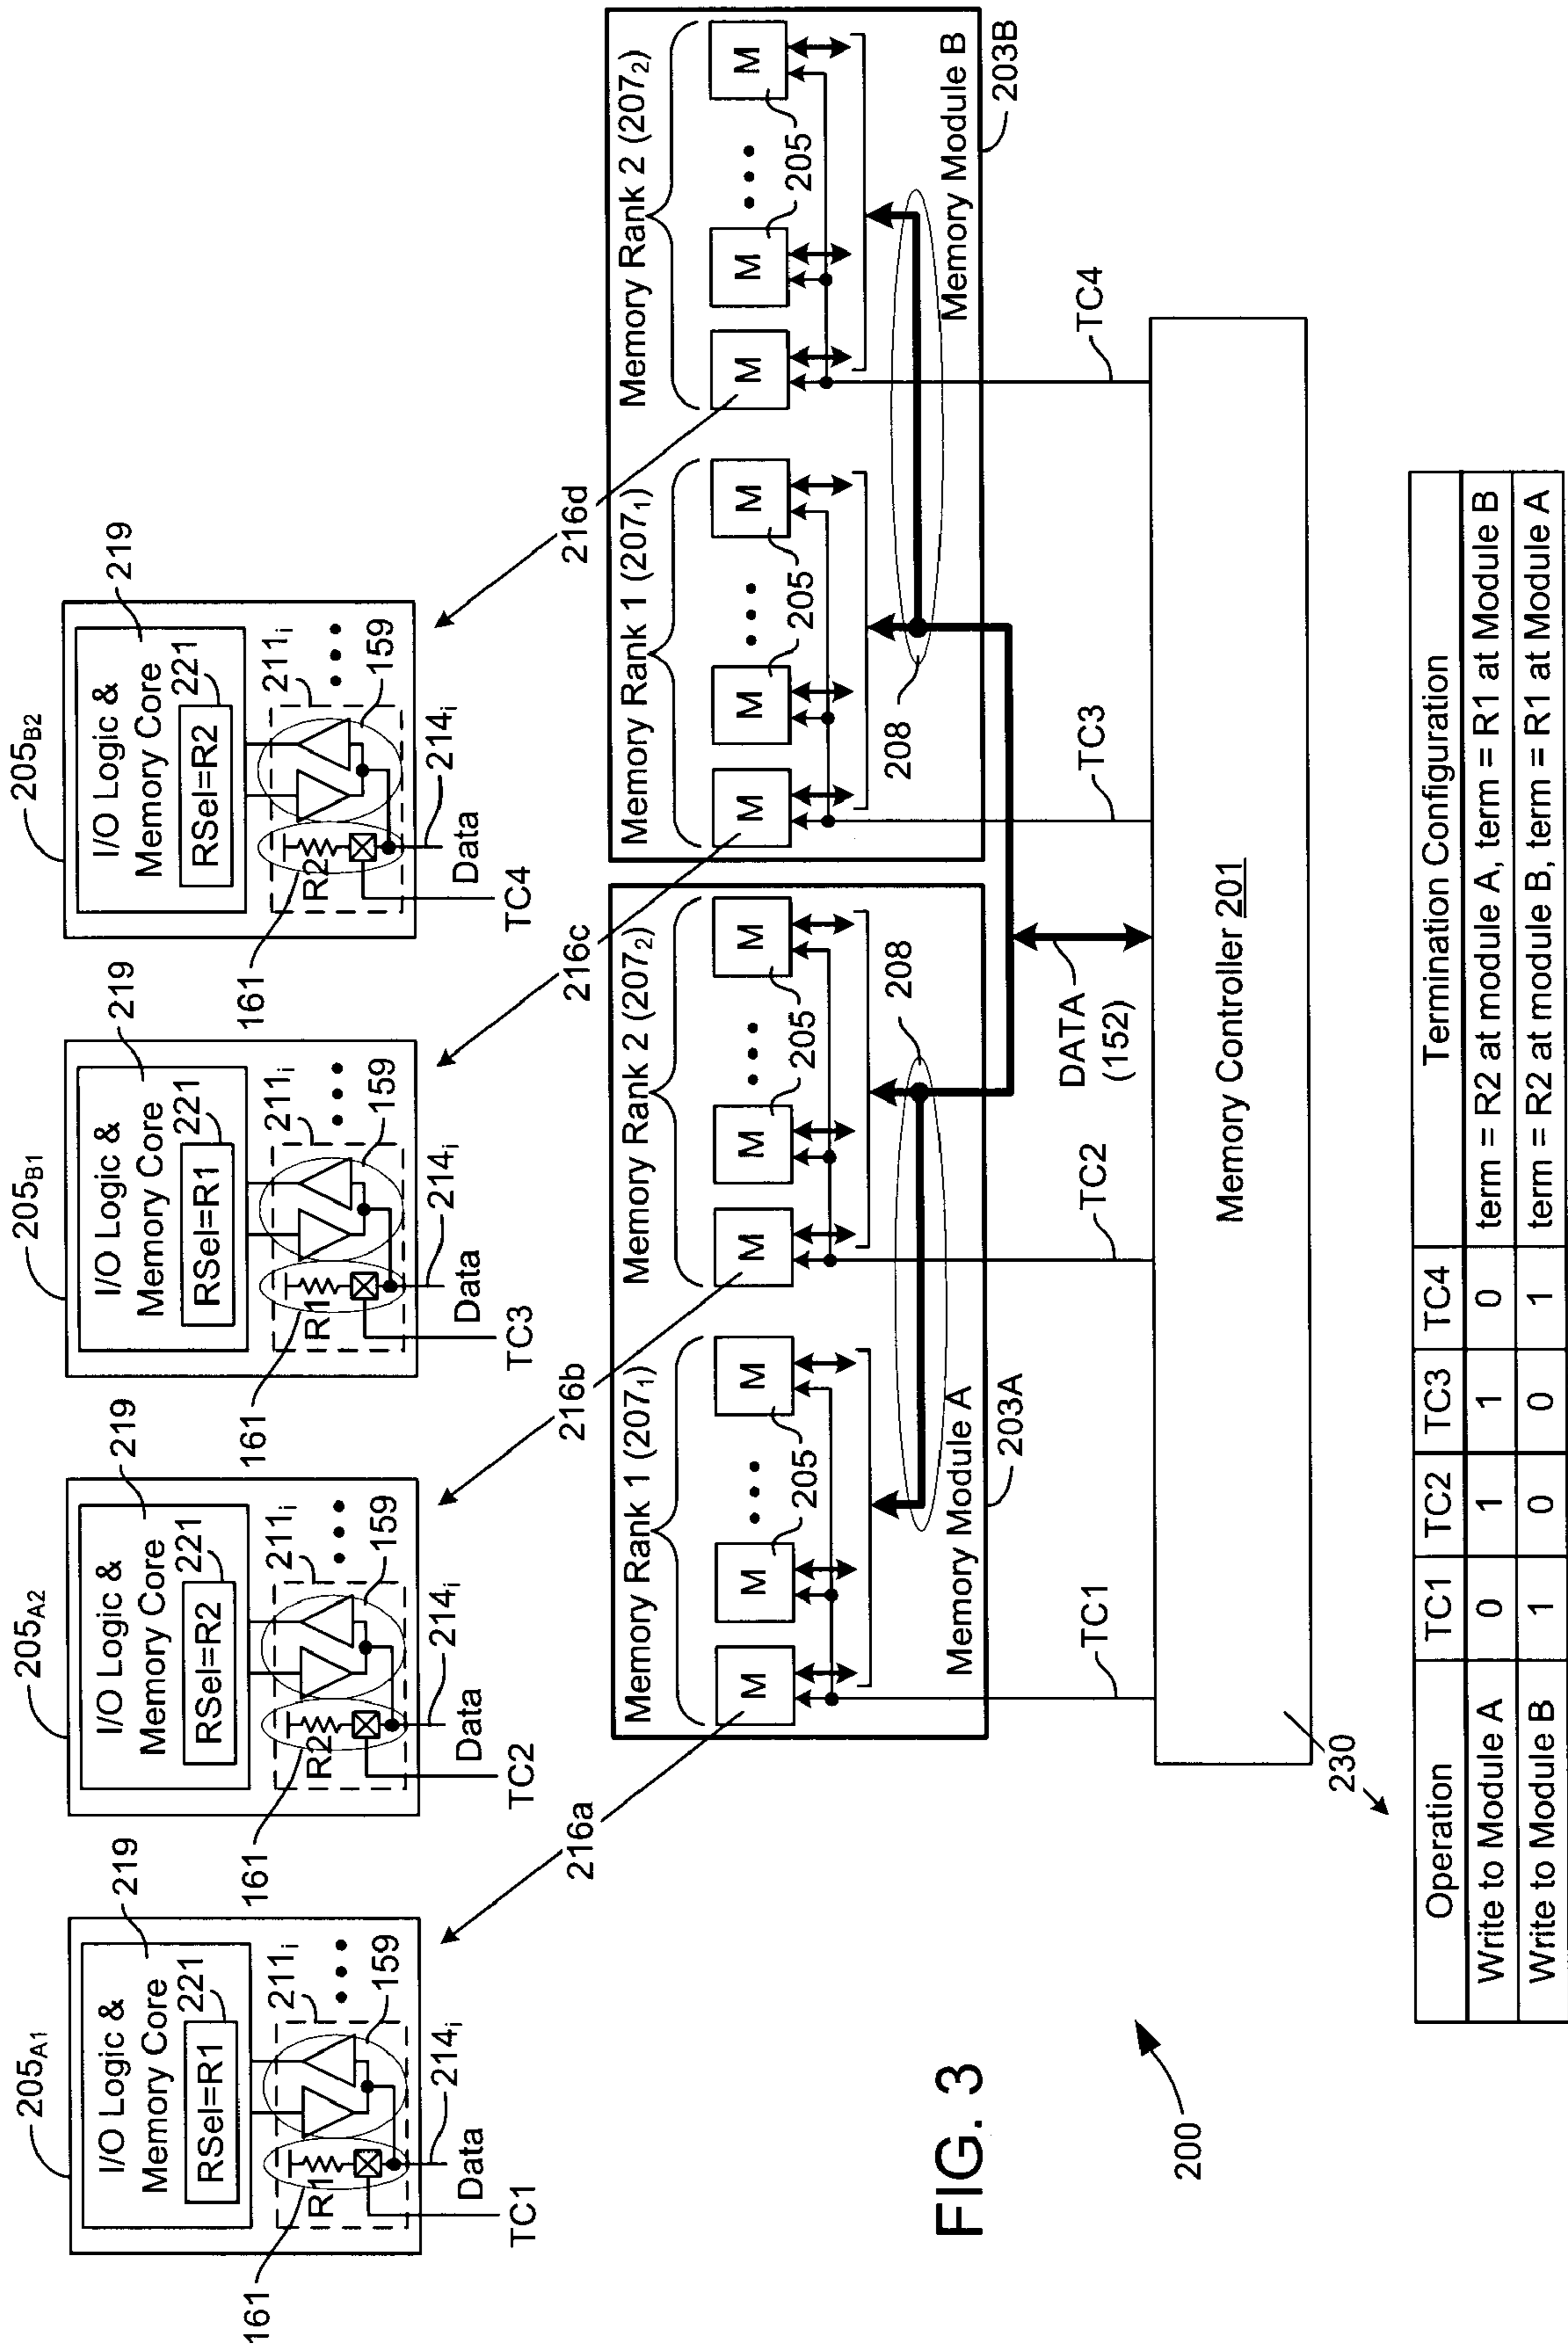 205A1
I/O Logic &
Memory Core
219
RSel=R1
221
211i
159
R1
161
214i
Data
TC1
205A2
I/O Logic &
Memory Core
219
RSel=R2
221
211i
159
R2
161
214i
Data
TC2
205B1
I/O Logic &
Memory Core
219
RSel=R1
221
211i
159
R1
161
214i
Data
TC3
205B2
I/O Logic &
Memory Core
219
RSel=R2
221
211i
159
R2
161
214i
Data
TC4
216a
216b
216c
216d
Memory Rank 1 (207₁)
M
M
M
205
Memory Rank 2 (207₂)
M
M
M
205
208
Memory Module A
203A
Memory Rank 1 (207₁)
M
M
M
205
Memory Rank 2 (207₂)
M
M
M
205
208
Memory Module B
203B
TC1
TC2
DATA
(152)
TC3
TC4
Memory Controller 201
FIG. 3
200
230
Operation TC1 TC2 TC3 TC4 Termination Configuration
Write to Module A 0 1 1 0 term = R2 at module A, term = R1 at Module B
Write to Module B 1 0 0 1 term = R2 at module B, term = R1 at Module A